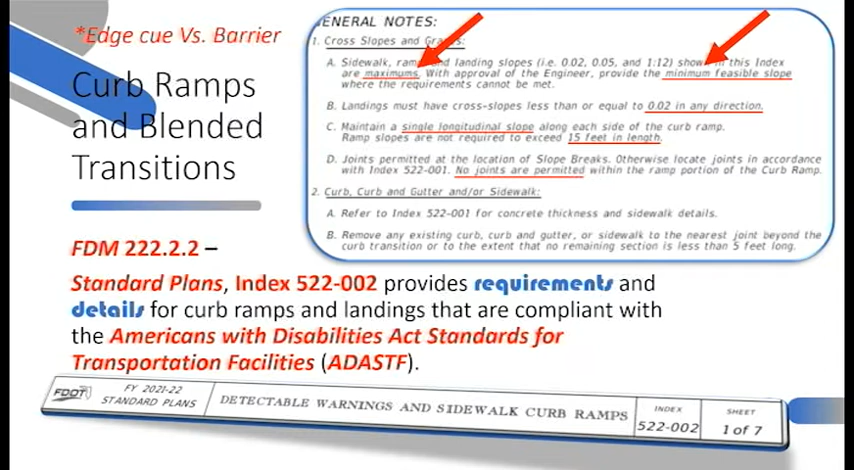 *Edge cue Vs. Barrier
Curb Ramps
and Blended
Transitions
GENERAL NOTES:
1. Cross Slopes and Grades:
A. Sidewalk, ramp and landing slopes (i.e. 0.02, 0.05, and 1:12) shown in this Index
are maximums. With approval of the Engineer, provide the minimum feasible slope
where the requirements cannot be met.
B. Landings must have cross-slopes less than or equal to 0.02 in any direction.
C. Maintain a single longitudinal slope along each side of the curb ramp.
Ramp slopes are not required to exceed 15 feet in length.
D. Joints permitted at the location of Slope Breaks. Otherwise locate joints in accordance
with Index 522-001. No joints are permitted within the ramp portion of the Curb Ramp.
2. Curb, Curb and Gutter and/or Sidewalk:
A. Refer to Index 522-001 for concrete thickness and sidewalk details.
B. Remove any existing curb, curb and gutter, or sidewalk to the nearest joint beyond the
curb transition or to the extent that no remaining section is less than 5 feet long.
FDM 222.2.2 –
Standard Plans, Index 522-002 provides requirements and
details for curb ramps and landings that are compliant with
the Americans with Disabilities Act Standards for
Transportation Facilities (ADASTF).
FDOT
FY 2021-22
STANDARD PLANS
DETECTABLE WARNINGS AND SIDEWALK CURB RAMPS
INDEX
522-002
SHEET
1 of 7